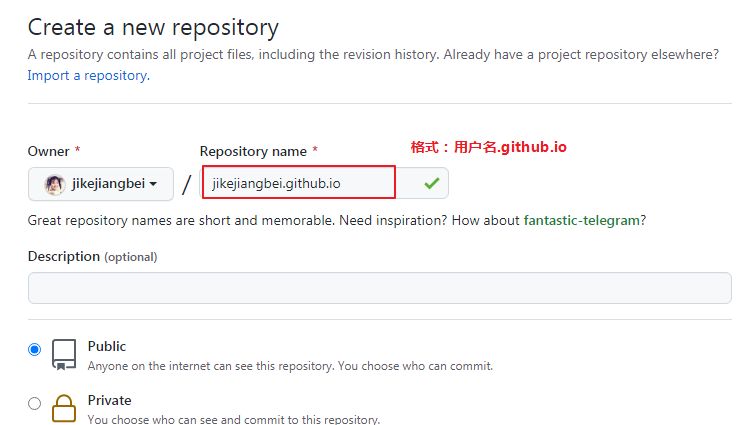 Create a new repository
A repository contains all project files, including the revision history. Already have a project repository elsewhere?
Import a repository.
Owner *
Repository name *
格式：用户名.github.io
jikejiangbei
/
jikejiangbei.github.io
Great repository names are short and memorable. Need inspiration? How about fantastic-telegram?
Description (optional)
Public
Anyone on the internet can see this repository. You choose who can commit.
Private
You choose who can see and commit to this repository.